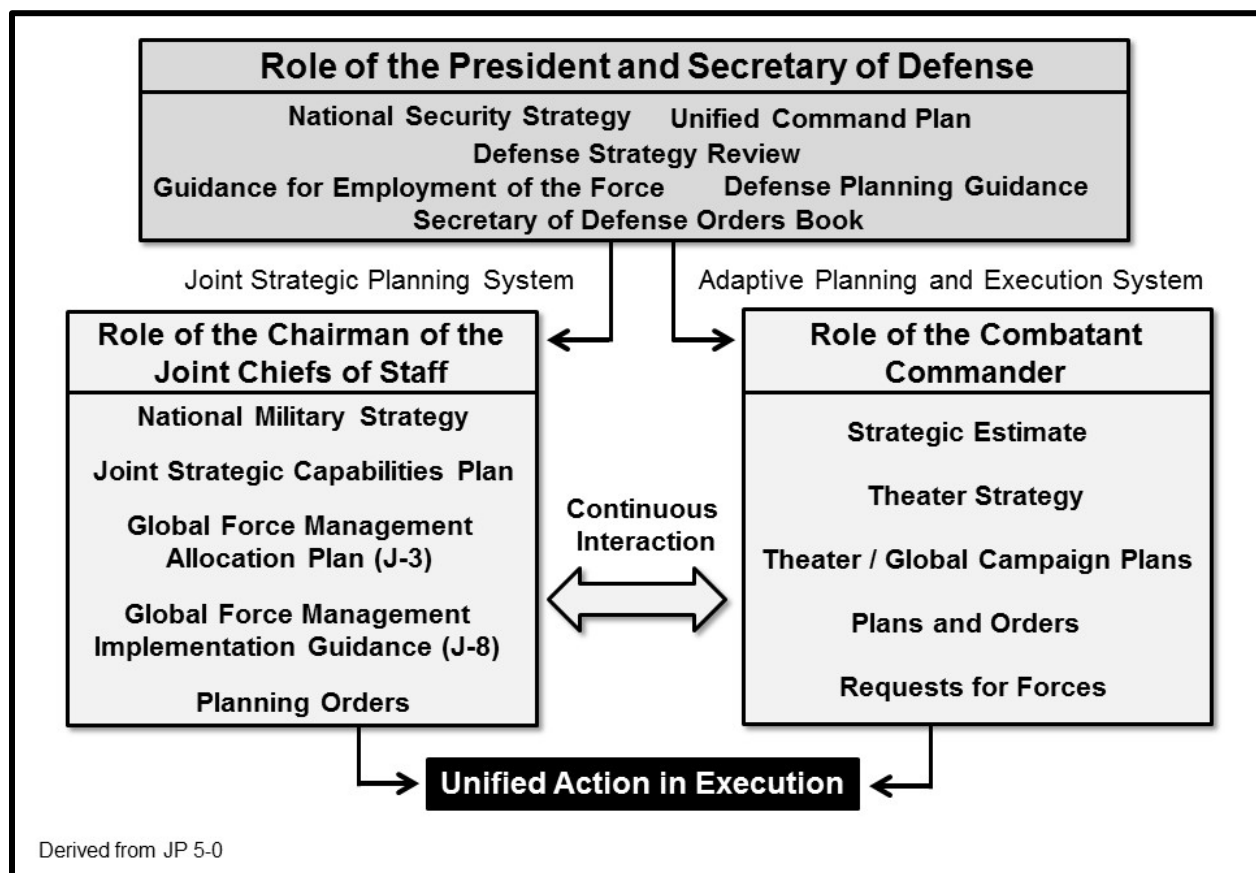 Role of the President and Secretary of Defense
National Security Strategy Unified Command Plan
Defense Strategy Review
Guidance for Employment of the Force Defense Planning Guidance
Secretary of Defense Orders Book
Joint Strategic Planning System
Adaptive Planning and Execution System
Role of the Chairman of the
Joint Chiefs of Staff
National Military Strategy
Joint Strategic Capabilities Plan
Global Force Management
Allocation Plan (J-3)
Global Force Management
Implementation Guidance (J-8)
Planning Orders
Continuous
Interaction
Role of the Combatant
Commander
Strategic Estimate
Theater Strategy
Theater / Global Campaign Plans
Plans and Orders
Requests for Forces
Unified Action in Execution
Derived from JP 5-0